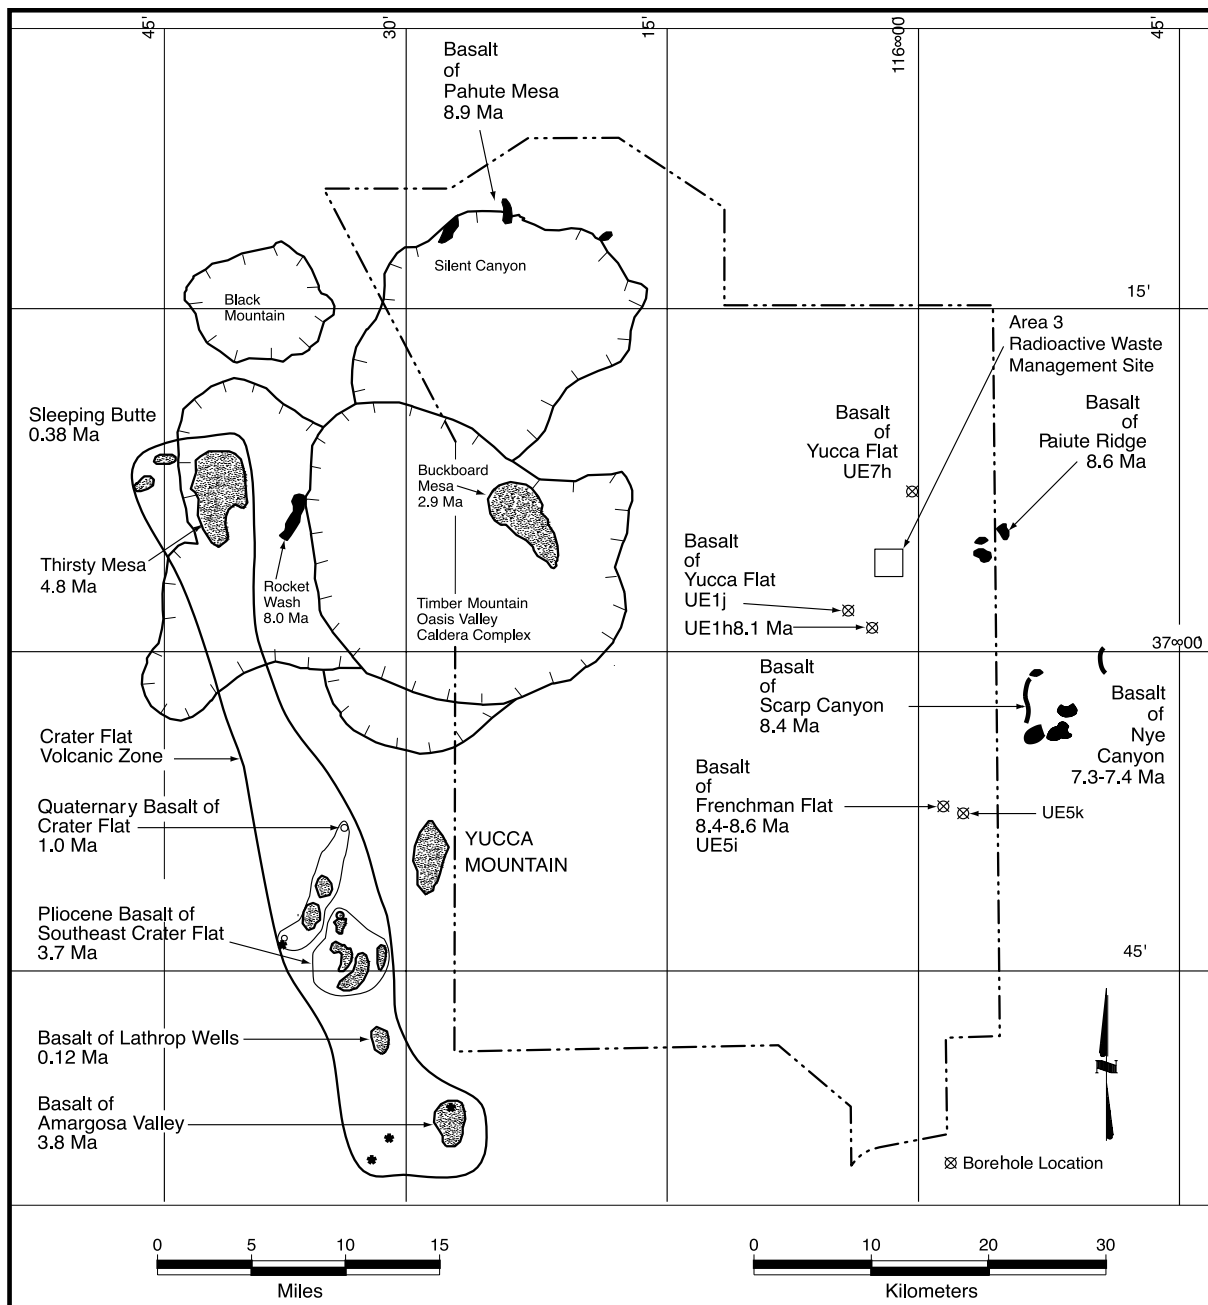 45'
30'
15'
116∞00
45'
Basalt
of
Pahute Mesa
8.9 Ma
Silent Canyon
Black
Mountain
15'
Area 3
Radioactive Waste
Management Site
Sleeping Butte
0.38 Ma
Basalt
of
Yucca Flat
UE7h
Basalt
of
Paiute Ridge
8.6 Ma
Buckboard
Mesa
2.9 Ma
Thirsty Mesa
4.8 Ma
Rocket
Wash
8.0 Ma
Timber Mountain
Oasis Valley
Caldera Complex
Basalt
of
Yucca Flat
UE1j
UE1h8.1 Ma
37∞00
Basalt
of
Scarp Canyon
8.4 Ma
Basalt
of
Nye
Canyon
7.3-7.4 Ma
Crater Flat
Volcanic Zone
Basalt
of
Frenchman Flat
8.4-8.6 Ma
UE5i
UE5k
Quaternary Basalt of
Crater Flat
1.0 Ma
YUCCA
MOUNTAIN
Pliocene Basalt of
Southeast Crater Flat
3.7 Ma
45'
Basalt of Lathrop Wells
0.12 Ma
N
Basalt of
Amargosa Valley
3.8 Ma
Borehole Location
0 5 10 15
Miles
0 10 20 30
Kilometers